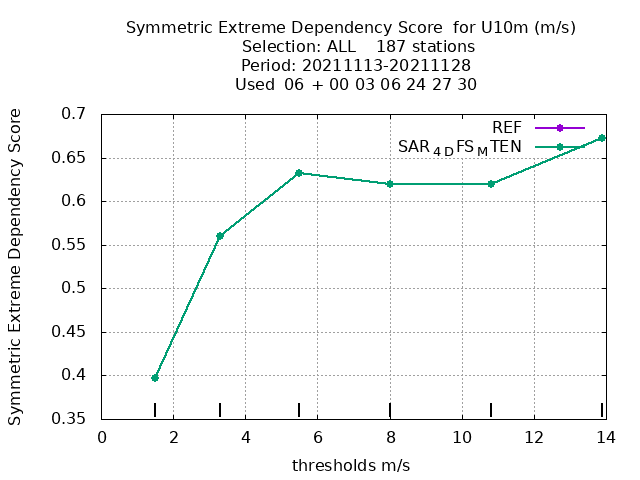 Symmetric Extreme Dependency Score  for U10m (m/s)
Selection: ALL    187 stations
Period: 20211113-20211128
Used  06  + 00 03 06 24 27 30
Symmetric Extreme Dependency Score
0.7
0.65
0.6
0.55
0.5
0.45
0.4
0.35
REF
SAR4DFSMTEN
0 2 4 6 8 10 12 14
thresholds m/s